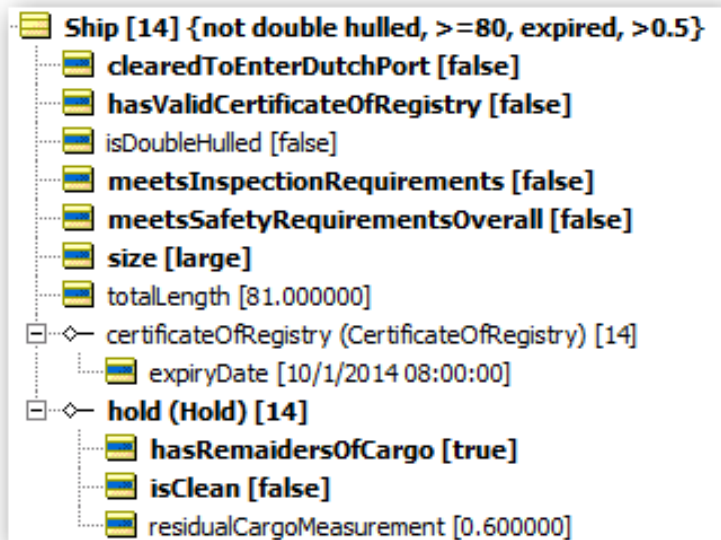 Ship [14] {not double hulled, >=80, expired, >0.5}
clearedToEnterDutchPort [false]
hasValidCertificateOfRegistry [false]
isDoubleHulled [false]
meetsInspectionRequirements [false]
meetsSafetyRequirementsOverall [false]
size [large]
totalLength [81.000000]
certificateOfRegistry (CertificateOfRegistry) [14]
expiryDate [10/1/2014 08:00:00]
hold (Hold) [14]
hasRemaidersOfCargo [true]
isClean [false]
residualCargoMeasurement [0.600000]